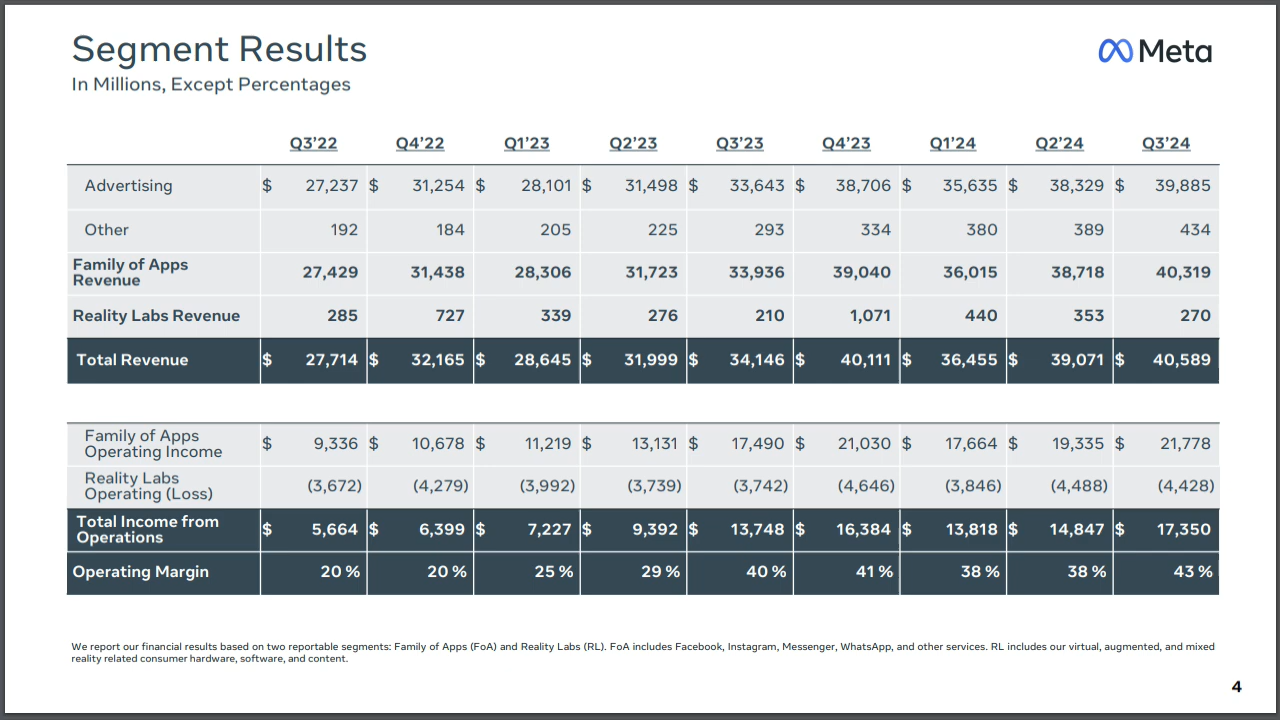 Segment Results
Meta
In Millions, Except Percentages
Q3’22 Q4’22 Q1’23 Q2’23 Q3’23 Q4’23 Q1’24 Q2’24 Q3’24
Advertising $ 27,237 $ 31,254 $ 28,101 $ 31,498 $ 33,643 $ 38,706 $ 35,635 $ 38,329 $ 39,885
Other 192 184 205 225 293 334 380 389 434
Family of Apps
Revenue 27,429 31,438 28,306 31,723 33,936 39,040 36,015 38,718 40,319
Reality Labs Revenue 285 727 339 276 210 1,071 440 353 270
Total Revenue $ 27,714 $ 32,165 $ 28,645 $ 31,999 $ 34,146 $ 40,111 $ 36,455 $ 39,071 $ 40,589
Family of Apps
Operating Income $ 9,336 $ 10,678 $ 11,219 $ 13,131 $ 17,490 $ 21,030 $ 17,664 $ 19,335 $ 21,778
Reality Labs
Operating (Loss) (3,672) (4,279) (3,992) (3,739) (3,742) (4,646) (3,846) (4,488) (4,428)
Total Income from
Operations $ 5,664 $ 6,399 $ 7,227 $ 9,392 $ 13,748 $ 16,384 $ 13,818 $ 14,847 $ 17,350
Operating Margin 20 % 20 % 25 % 29 % 40 % 41 % 38 % 38 % 43 %
We report our financial results based on two reportable segments: Family of Apps (FoA) and Reality Labs (RL). FoA includes Facebook, Instagram, Messenger, WhatsApp, and other services. RL includes our virtual, augmented, and mixed
reality related consumer hardware, software, and content.
4